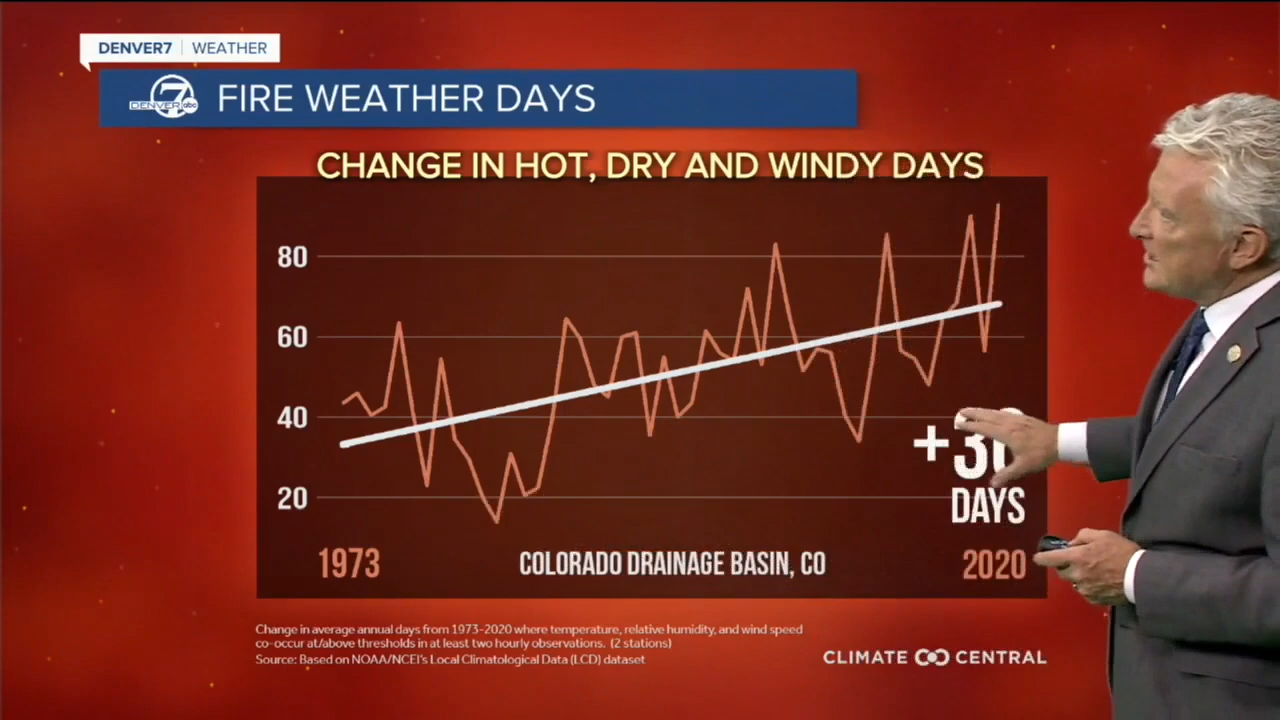 DENVER7 | WEATHER
DENVER 7 abc
FIRE WEATHER DAYS
CHANGE IN HOT, DRY AND WINDY DAYS
80
60
40
20
DAYS
1973
COLORADO DRAINAGE BASIN, CO
2020
Change in average annual days from 1973-2020 where temperature, relative humidity, and wind speed
co-occur at/above thresholds in at least two hourly observations. (2 stations)
Source: Based on NOAA/NCEI's Local Climatological Data (LCD) dataset
CLIMATE CENTRAL